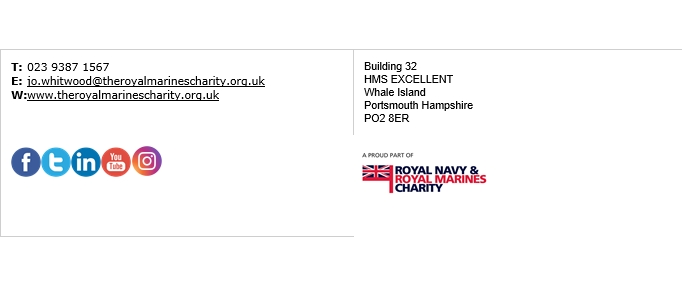 T: 023 9387 1567
E: jo.whitwood@theroyalmarinescharity.org.uk
W:www.theroyalmarinescharity.org.uk
You
Tube
Building 32
HMS EXCELLENT
Whale Island
Portsmouth Hampshire
PO2 8ER
A PROUD PART OF
ROYAL NAVY &
ROYAL MARINES
CHARITY